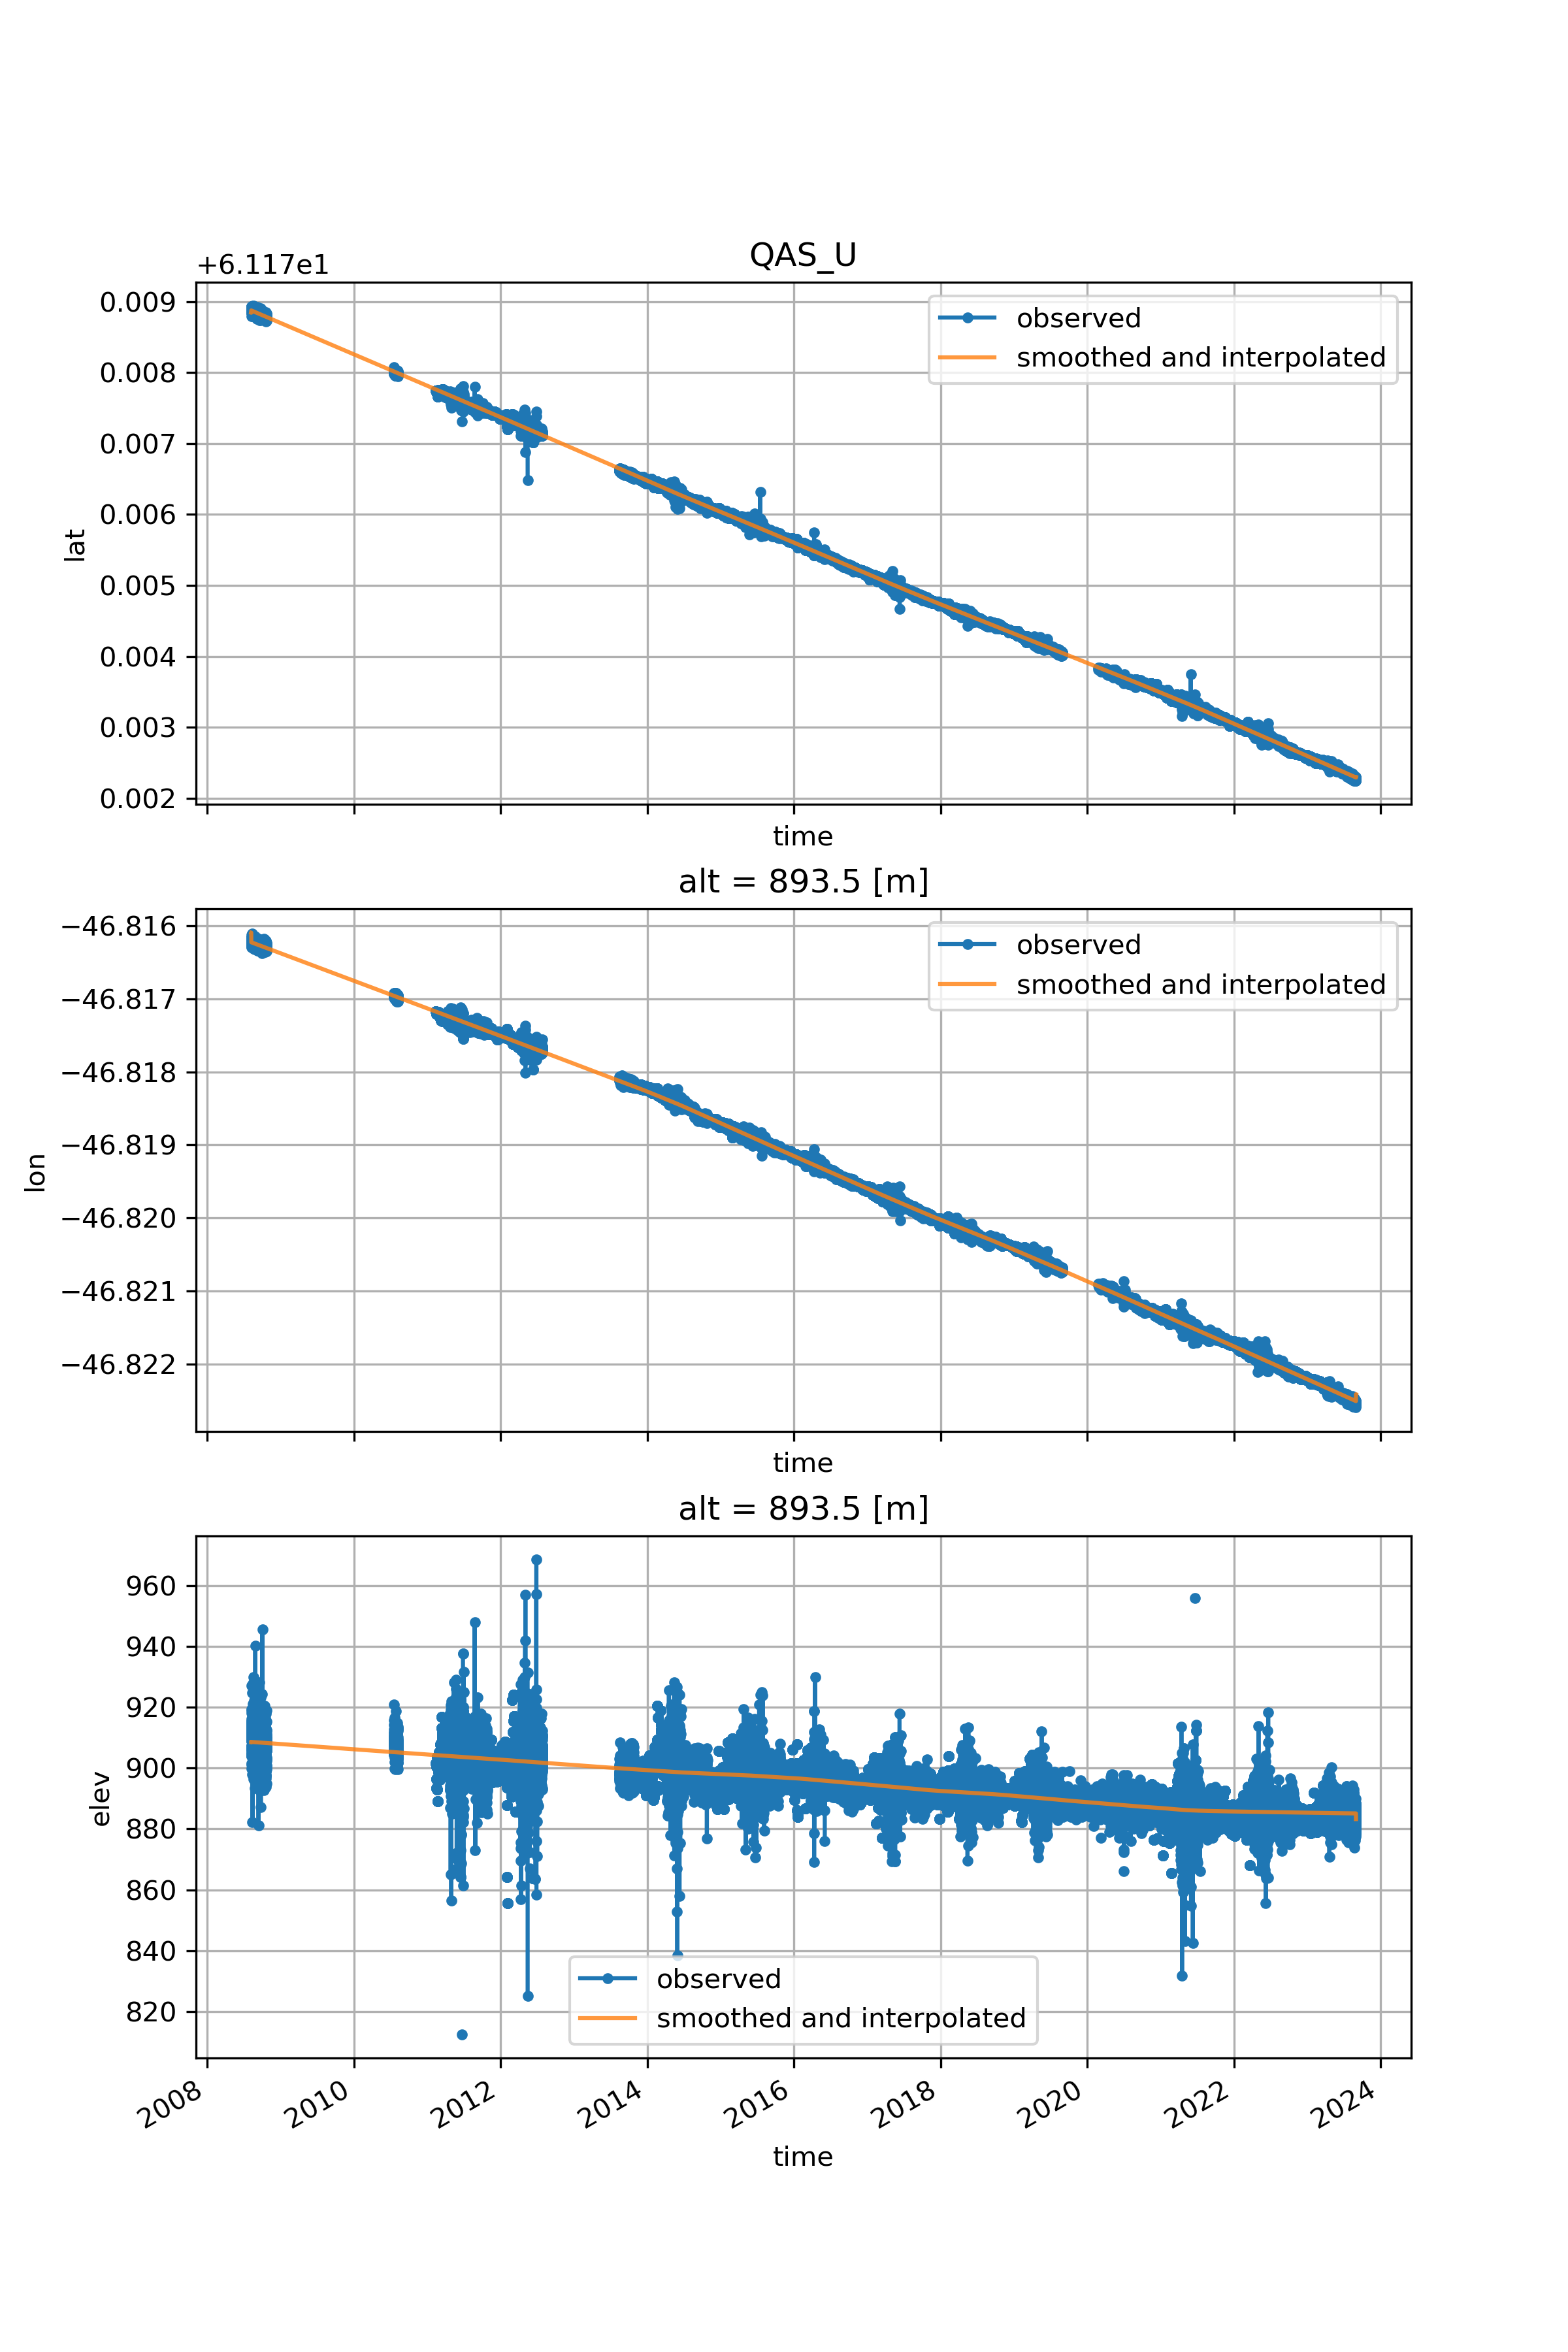 QAS_U
+6.117e1
0.009
0.008
0.007
0.006
0.005
0.004
0.003
0.002
lat
observed
smoothed and interpolated
time
alt = 893.5 [m]
−46.816
−46.817
−46.818
−46.819
−46.820
−46.821
−46.822
lon
observed
smoothed and interpolated
time
alt = 893.5 [m]
960
940
920
900
880
860
840
820
elev
observed
smoothed and interpolated
2008
2010
2012
2014
2016
2018
2020
2022
2024
time